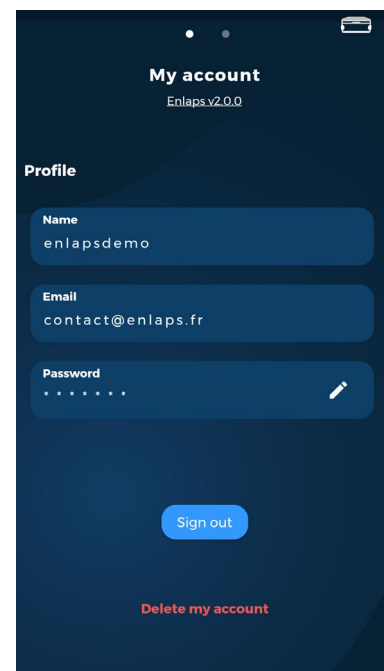 My account
Enlaps v2.0.0
Profile
Name
enlapsdemo
Email
contact@enlaps.fr
Password
* * * * * * *
Sign out
Delete my account